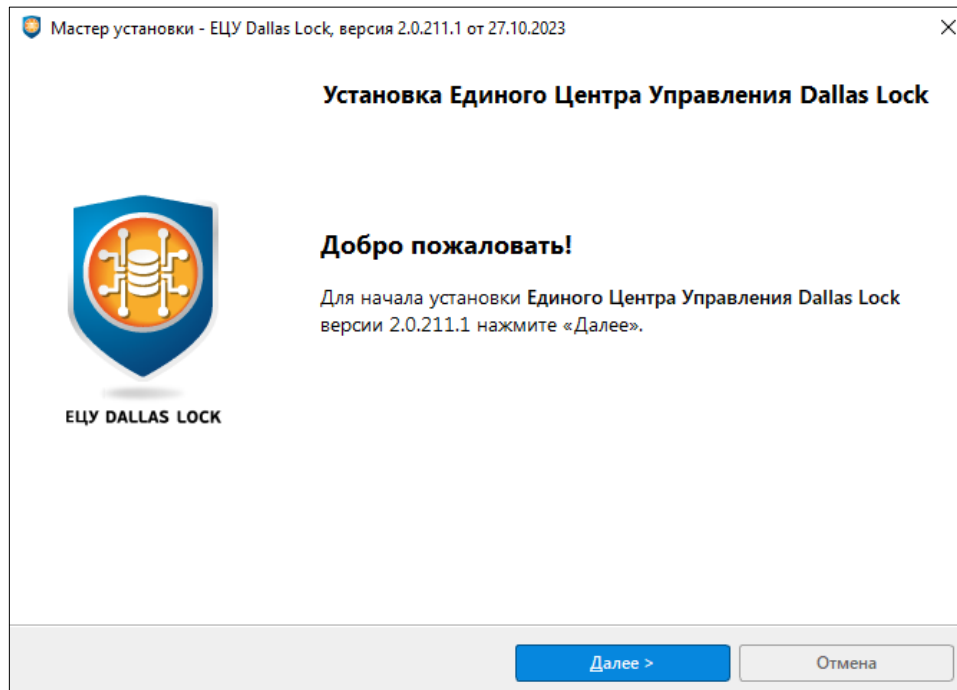 Мастер установки - ЕЦУ Dallas Lock, версия 2.0.211.1 от 27.10.2023
Установка Единого Центра Управления Dallas Lock
Добро пожаловать!
Для начала установки Единого Центра Управления Dallas Lock
версии 2.0.211.1 нажмите «Далее».
ЕЦУ DALLAS LOCK
Далее >
Отмена